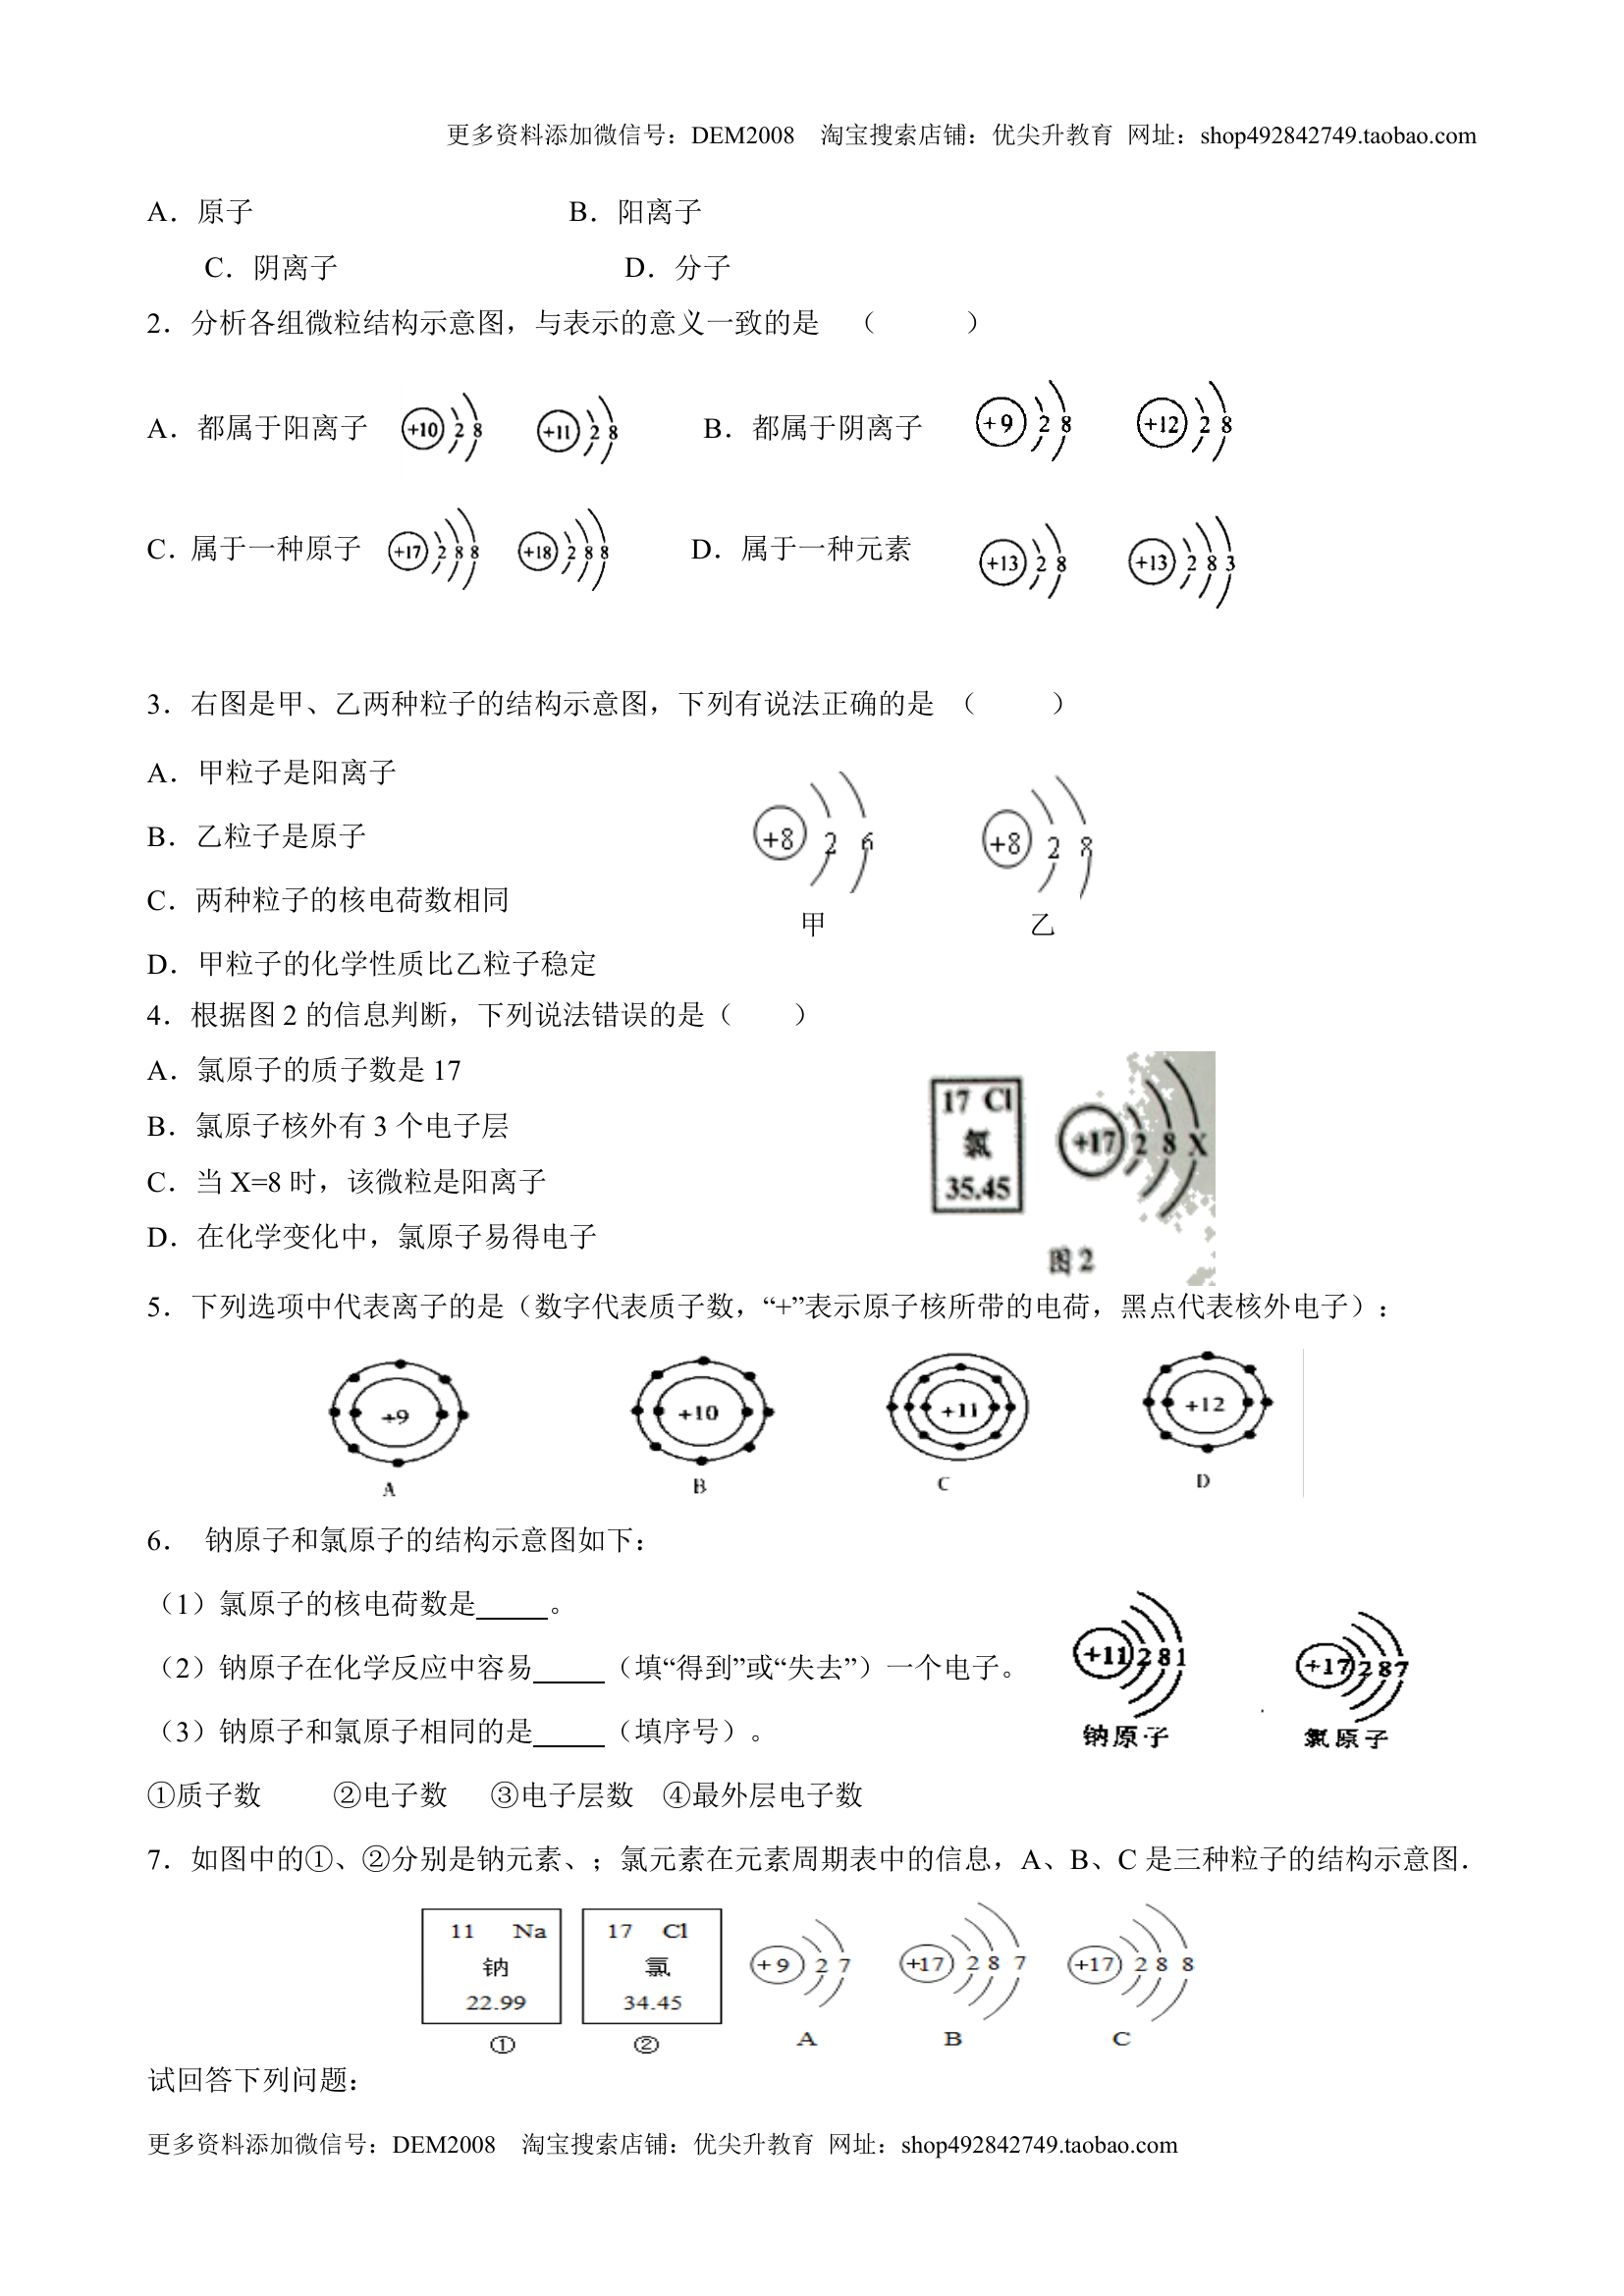 更多资料添加微信号：DEM2008 淘宝搜索店铺：优尖升教育 网址：shop492842749.taobao.com
A．原子 B．阳离子
C．阴离子 D．分子
2．分析各组微粒结构示意图，与表示的意义一致的是 （ ）
A．都属于阳离子 +10 2 8 +11 2 8 B．都属于阴离子 +9 2 8 +12 2 8
C．属于一种原子 +17 2 8 8 +18 2 8 8 D．属于一种元素 +13 2 8 +13 2 8 3
3．右图是甲、乙两种粒子的结构示意图，下列有说法正确的是 （ ）
A．甲粒子是阳离子
B．乙粒子是原子
+8 2 6 +8 2 8
C．两种粒子的核电荷数相同
甲 乙
D．甲粒子的化学性质比乙粒子稳定
4．根据图 2 的信息判断，下列说法错误的是（ ）
A．氯原子的质子数是 17
B．氯原子核外有 3 个电子层
C．当 X=8 时，该微粒是阳离子
D．在化学变化中，氯原子易得电子
17 Cl
氯
35.45
+17 2 8 X
图 2
5．下列选项中代表离子的是（数字代表质子数，“+”表示原子核所带的电荷，黑点代表核外电子）：
+9 +10 +11 +12
A B C D
6． 钠原子和氯原子的结构示意图如下：
（1）氯原子的核电荷数是_____。
（2）钠原子在化学反应中容易_____（填“得到”或“失去”）一个电子。
（3）钠原子和氯原子相同的是_____（填序号）。
+11 2 8 1 +17 2 8 7
钠原子 氯原子
①质子数 ②电子数 ③电子层数 ④最外层电子数
7．如图中的①、②分别是钠元素、；氯元素在元素周期表中的信息，A、B、C 是三种粒子的结构示意图．
11 Na
钠
22.99
①
17 Cl
氯
34.45
②
+9 2 7
A
+17 2 8 7
B
+17 2 8 8
C
试回答下列问题：
更多资料添加微信号：DEM2008 淘宝搜索店铺：优尖升教育 网址：shop492842749.taobao.com